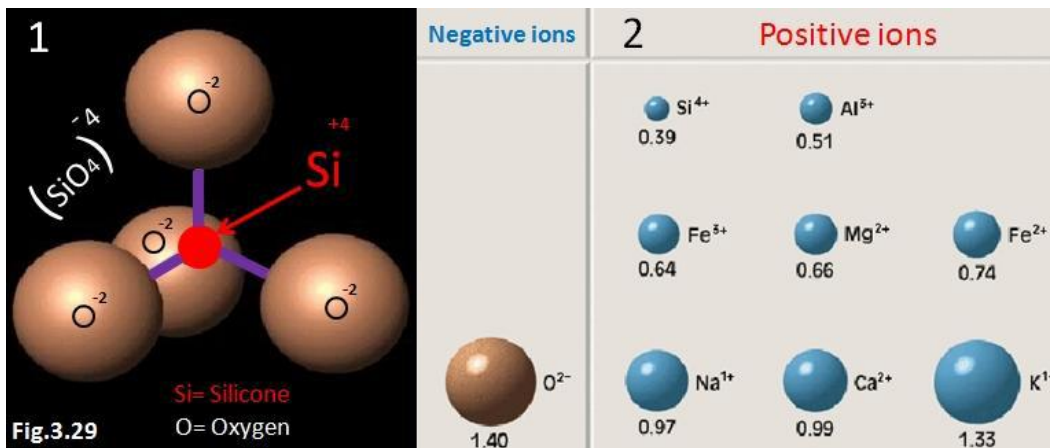 1
O-2
(SiO4)-4
+4
Si
O-2
O-2
O-2
Si= Silicone
O= Oxygen
Fig.3.29
Negative ions
O2−
1.40
2
Positive ions
Si4+
0.39
Al3+
0.51
Fe3+
0.64
Mg2+
0.66
Fe2+
0.74
Na1+
0.97
Ca2+
0.99
K1+
1.33